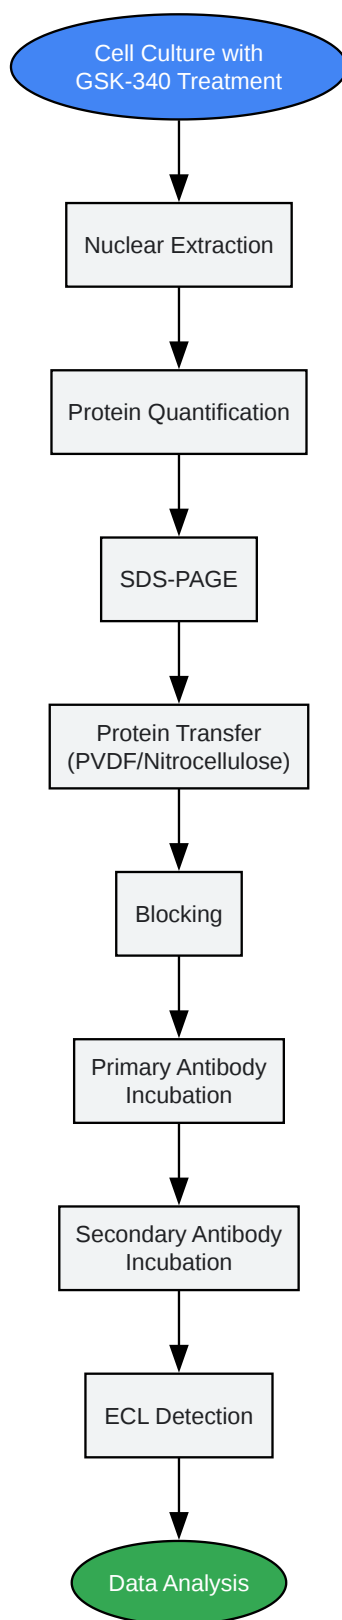 Cell Culture with
GSK-340 Treatment
Nuclear Extraction
Protein Quantification
SDS-PAGE
Protein Transfer
(PVDF/Nitrocellulose)
Blocking
Primary Antibody
Incubation
Secondary Antibody
Incubation
ECL Detection
Data Analysis